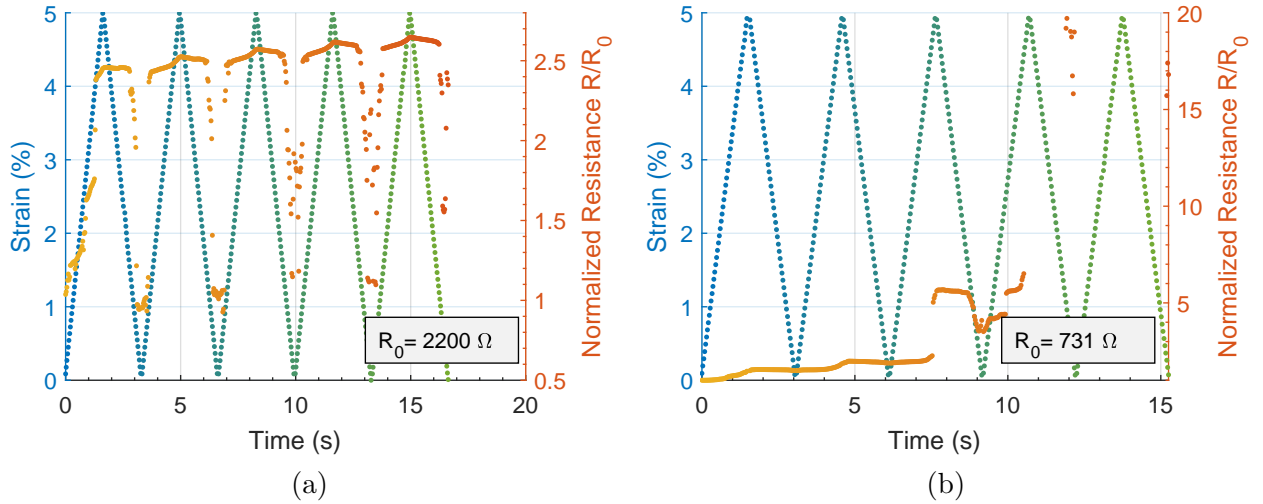 5
4
3
2
1
0
Strain (%)
2.5
2
1.5
1
0.5
Normalized Resistance R/R0
R0= 2200 Ω
0 5 10 15 20
Time (s)
(a)
5
4
3
2
1
0
Strain (%)
20
15
10
5
Normalized Resistance R/R0
R0= 731 Ω
0 5 10 15
Time (s)
(b)